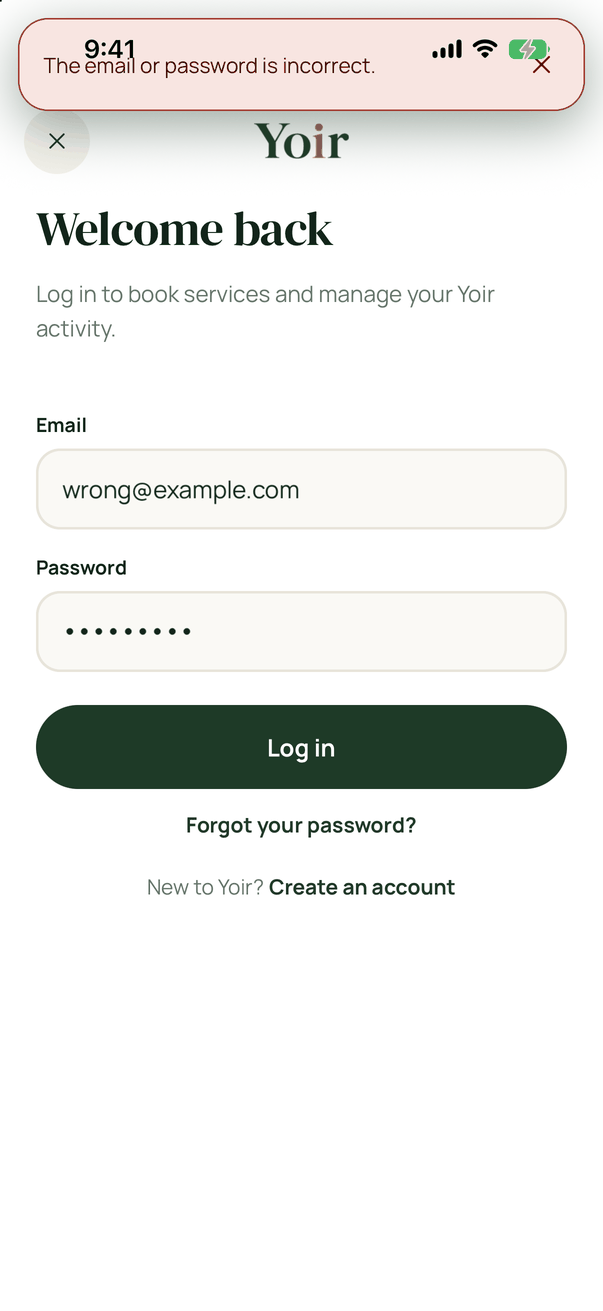 9:41
The email or password is incorrect.
Yoir
Welcome back
Log in to book services and manage your Yoir
activity.
Email
wrong@example.com
Password
•••••••••
Log in
Forgot your password?
New to Yoir? Create an account